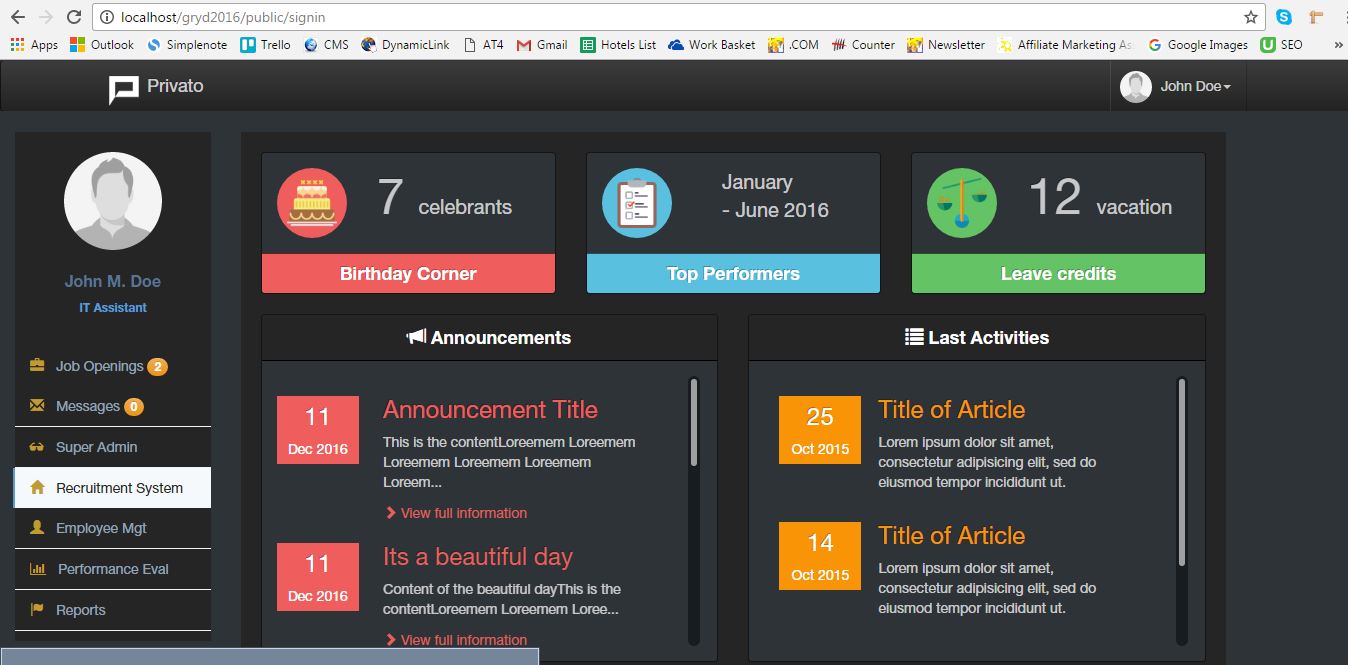 localhost/gryd2016/public/signin
Apps Outlook Simplenote Trello CMS DynamicLink AT4 Gmail Hotels List Work Basket .COM Counter Newsletter Affiliate Marketing As Google Images SEO »
Privato
John Doe
John M. Doe
IT Assistant
Job Openings 2
Messages 0
Super Admin
Recruitment System
Employee Mgt
Performance Eval
Reports
7 celebrants
Birthday Corner
January
- June 2016
Top Performers
12 vacation
Leave credits
Announcements
11
Dec 2016
Announcement Title
This is the contentLoreemem Loreemem
Loreemem Loreemem Loreemem
Loreem...
View full information
11
Dec 2016
Its a beautiful day
Content of the beautiful dayThis is the
contentLoreemem Loreemem Loree...
View full information
Last Activities
25
Oct 2015
Title of Article
Lorem ipsum dolor sit amet,
consectetur adipisicing elit, sed do
eiusmod tempor incididunt ut.
14
Oct 2015
Title of Article
Lorem ipsum dolor sit amet,
consectetur adipisicing elit, sed do
eiusmod tempor incididunt ut.